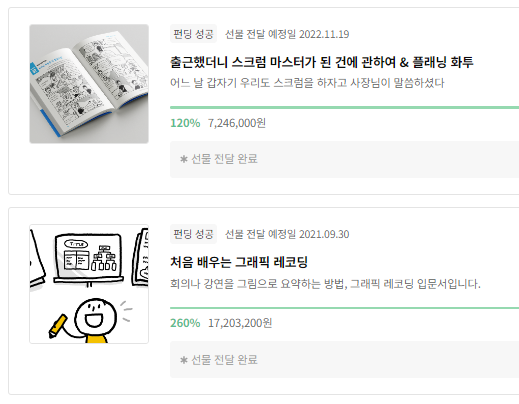 펀딩 성공 선물 전달 예정일 2022.11.19
출근했더니 스크럼 마스터가 된 건에 관하여 & 플래닝 화투
어느 날 갑자기 우리도 스크럼을 하자고 사장님이 말씀하셨다
120% 7,246,000원
✱ 선물 전달 완료
펀딩 성공 선물 전달 예정일 2021.09.30
TiTLE
처음 배우는 그래픽 레코딩
회의나 강연을 그림으로 요약하는 방법, 그래픽 레코딩 입문서입니다.
260% 17,203,200원
✱ 선물 전달 완료